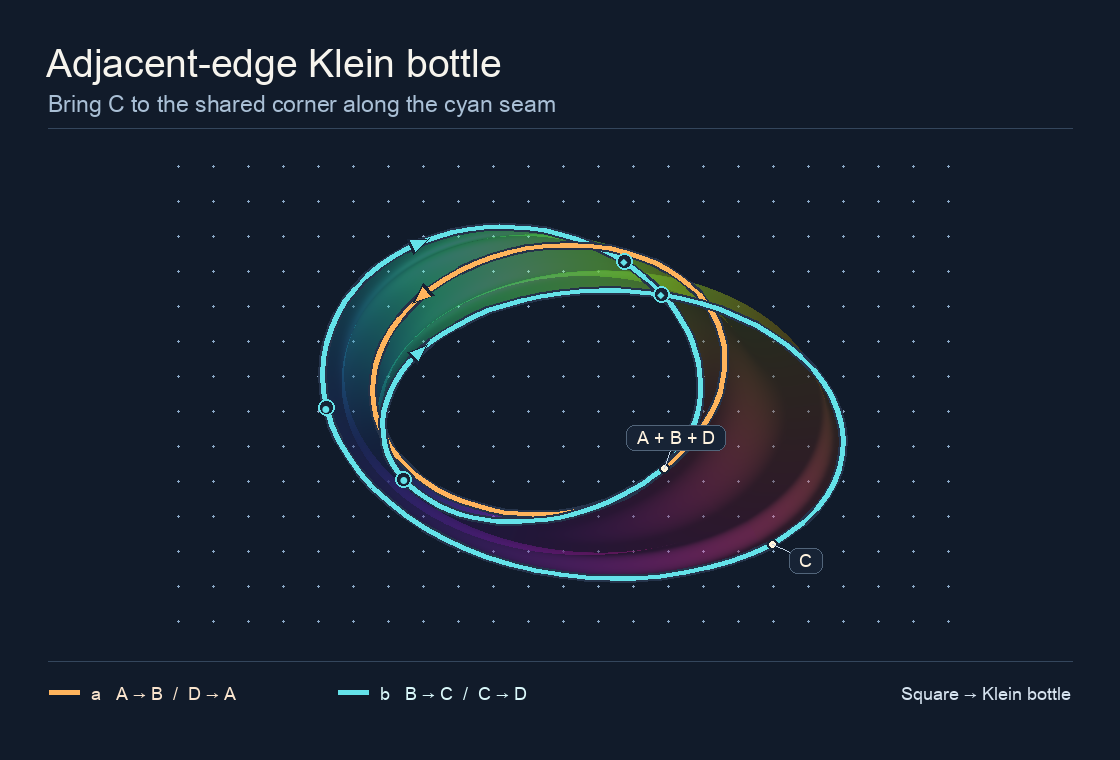 Adjacent-edge Klein bottle
Bring C to the shared corner along the cyan seam
A + B + D
C
a A → B / D → A
b B → C / C → D
Square → Klein bottle